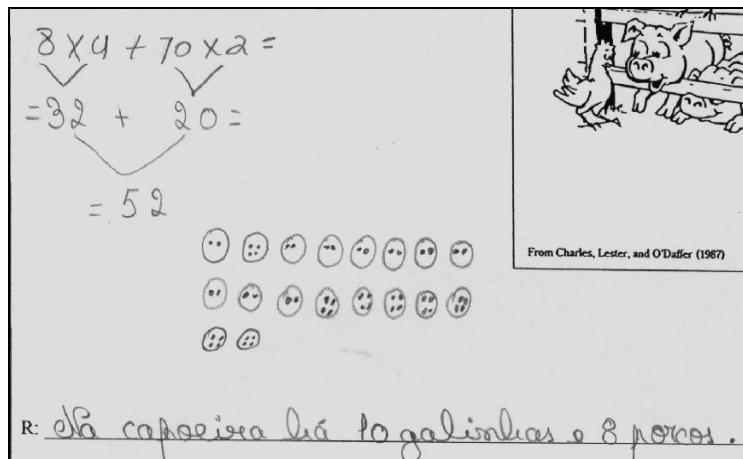 8 x 4 + 10 x 2 =
= 32 + 20 =
= 52
From Charles, Lester, and O'Daffer (1987)
R: Na capoeira há 10 galinhas e 8 porcos.